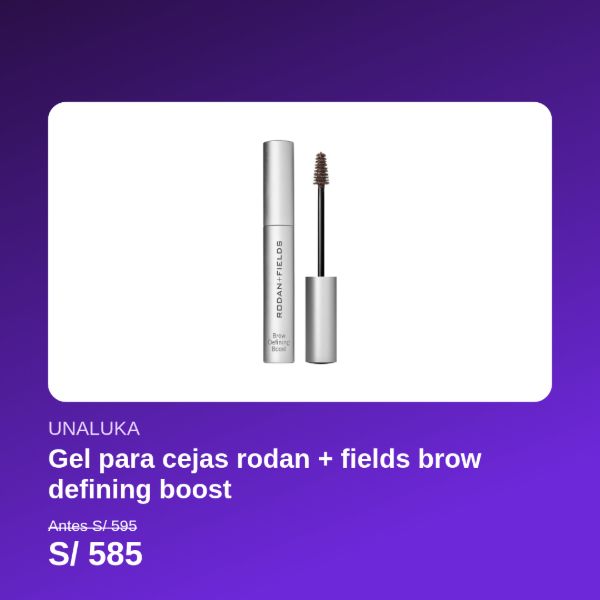 RODAN+FIELDS
Brow
Defining
Boost
UNALUKA
Gel para cejas rodan + fields brow
defining boost
Antes S/ 595
S/ 585